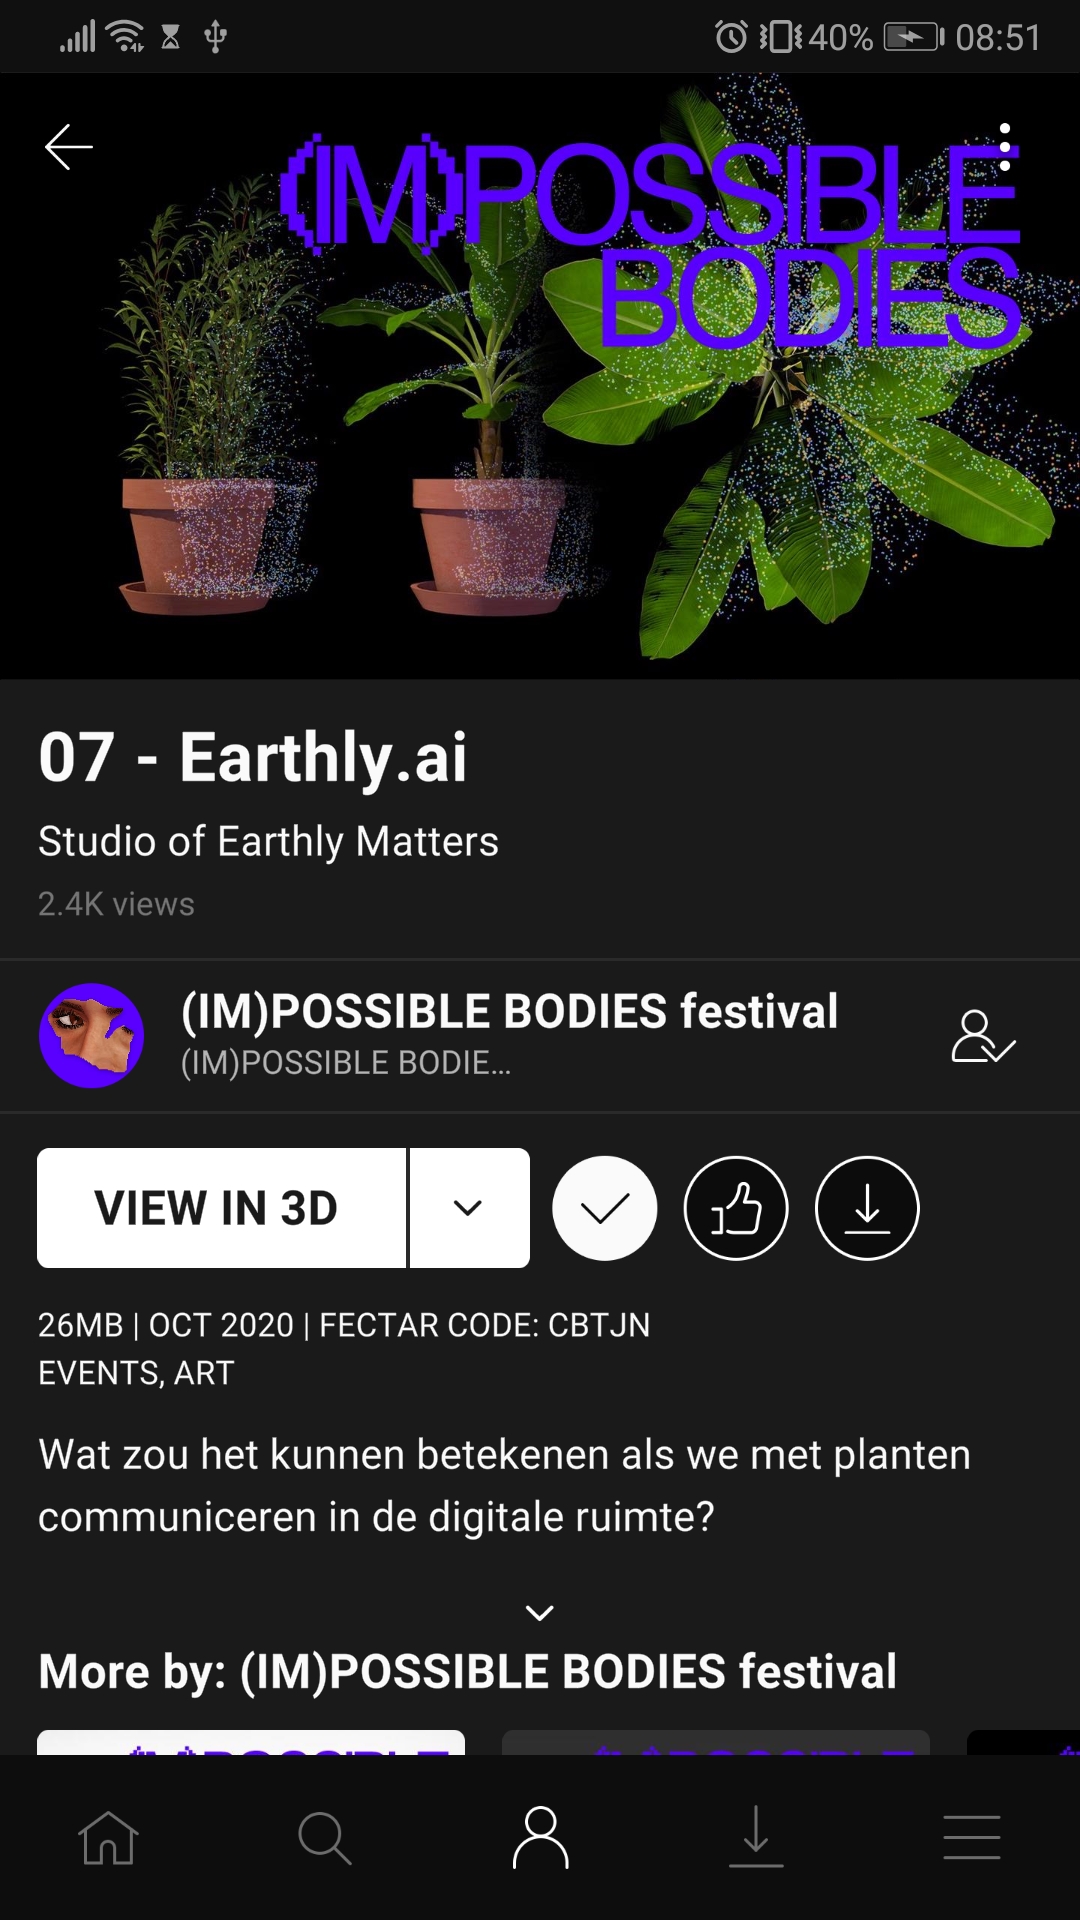 40% 08:51
(IM)POSSIBLE
BODIES
07 - Earthly.ai
Studio of Earthly Matters
2.4K views
(IM)POSSIBLE BODIES festival
(IM)POSSIBLE BODIE...
VIEW IN 3D
26MB | OCT 2020 | FECTAR CODE: CBTJN
EVENTS, ART
Wat zou het kunnen betekenen als we met planten
communiceren in de digitale ruimte?
More by: (IM)POSSIBLE BODIES festival